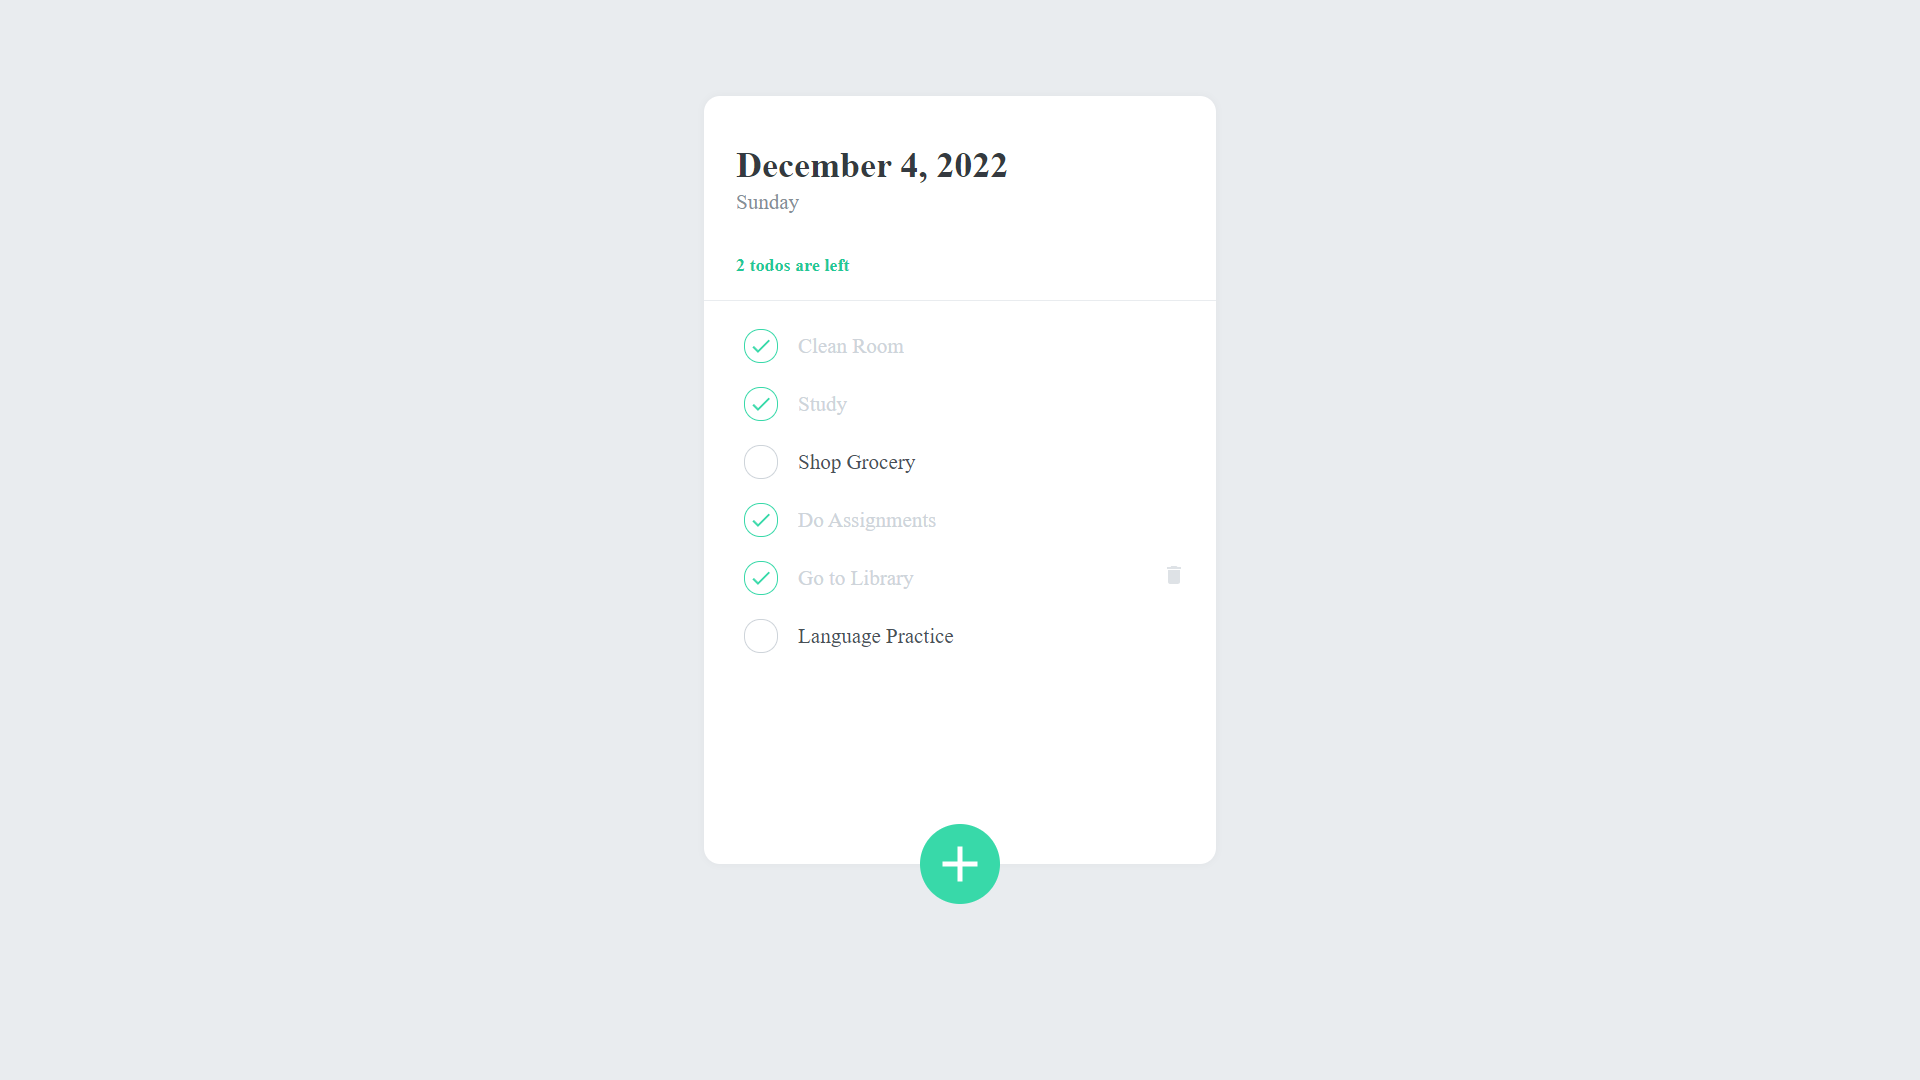 December 4, 2022
Sunday
2 todos are left
Clean Room
Study
Shop Grocery
Do Assignments
Go to Library
Language Practice